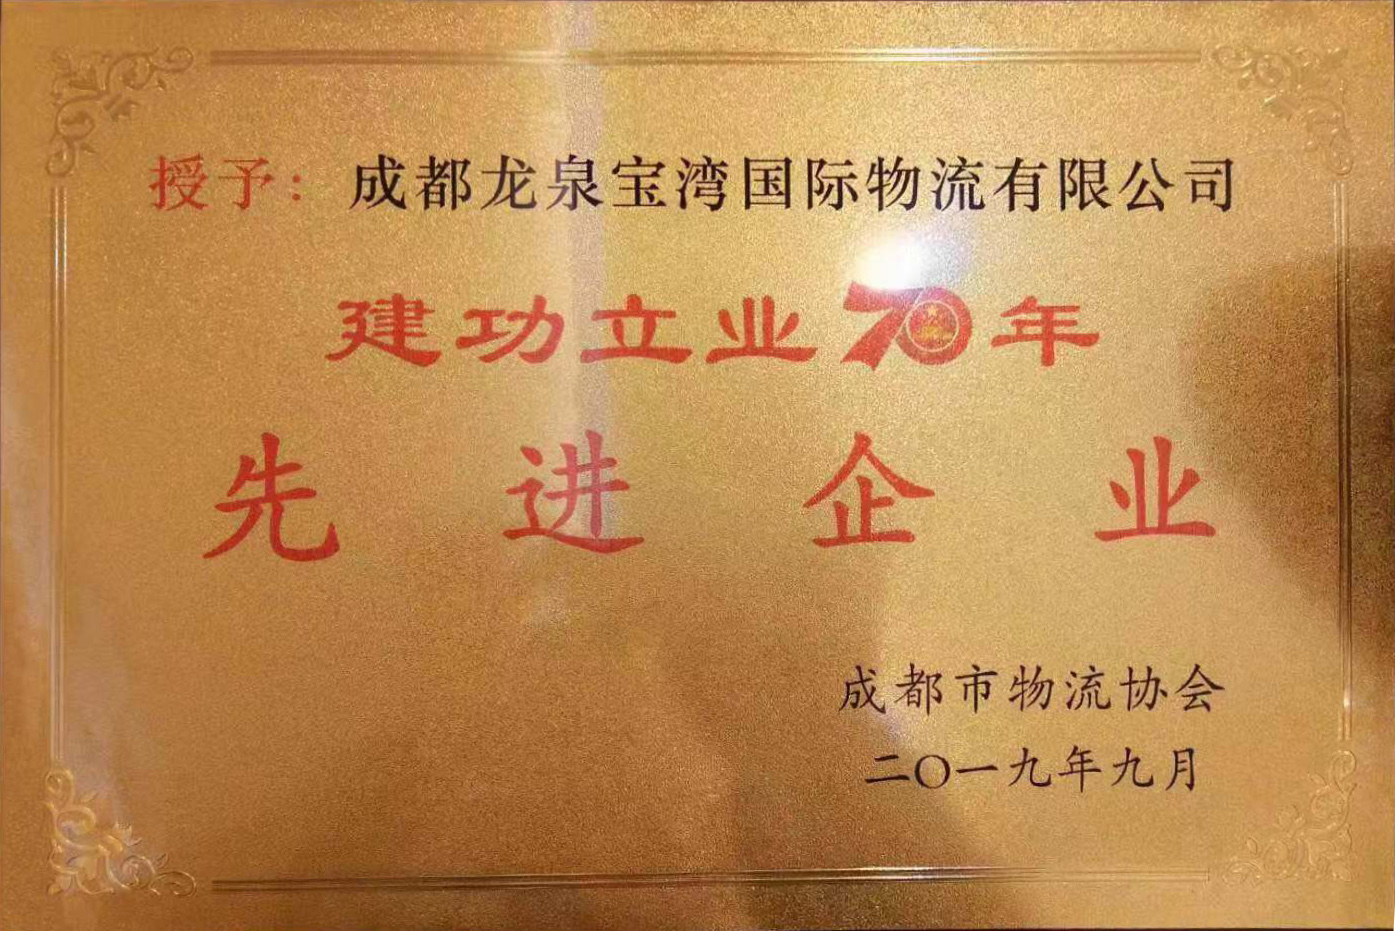 授予：成都龙泉宝湾国际物流有限公司
建功立业70年
先进企业
成都市物流协会
二〇一九年九月